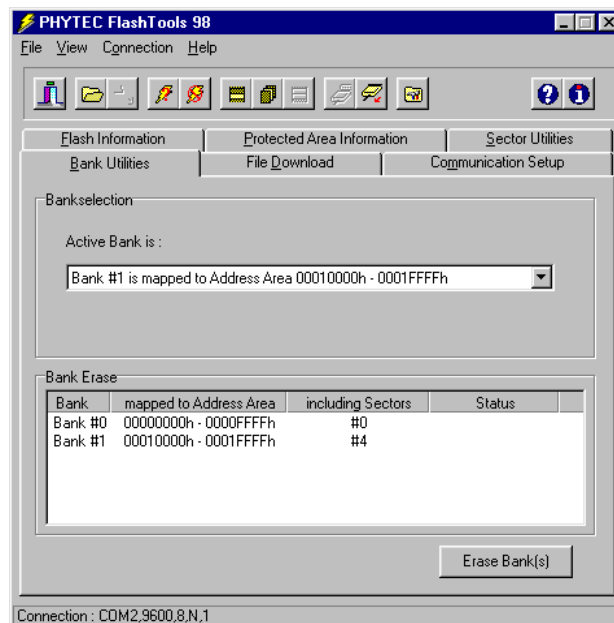 PHYTEC FlashTools 98
File View Connection Help
Flash Information Protected Area Information Sector Utilities
Bank Utilities File Download Communication Setup
Bankselection
Active Bank is :
Bank #1 is mapped to Address Area 00010000h - 0001FFFFh
Bank Erase
Bank mapped to Address Area including Sectors Status
Bank #0 00000000h - 0000FFFFh #0
Bank #1 00010000h - 0001FFFFh #4
Erase Bank(s)
Connection : COM2,9600,8,N,1